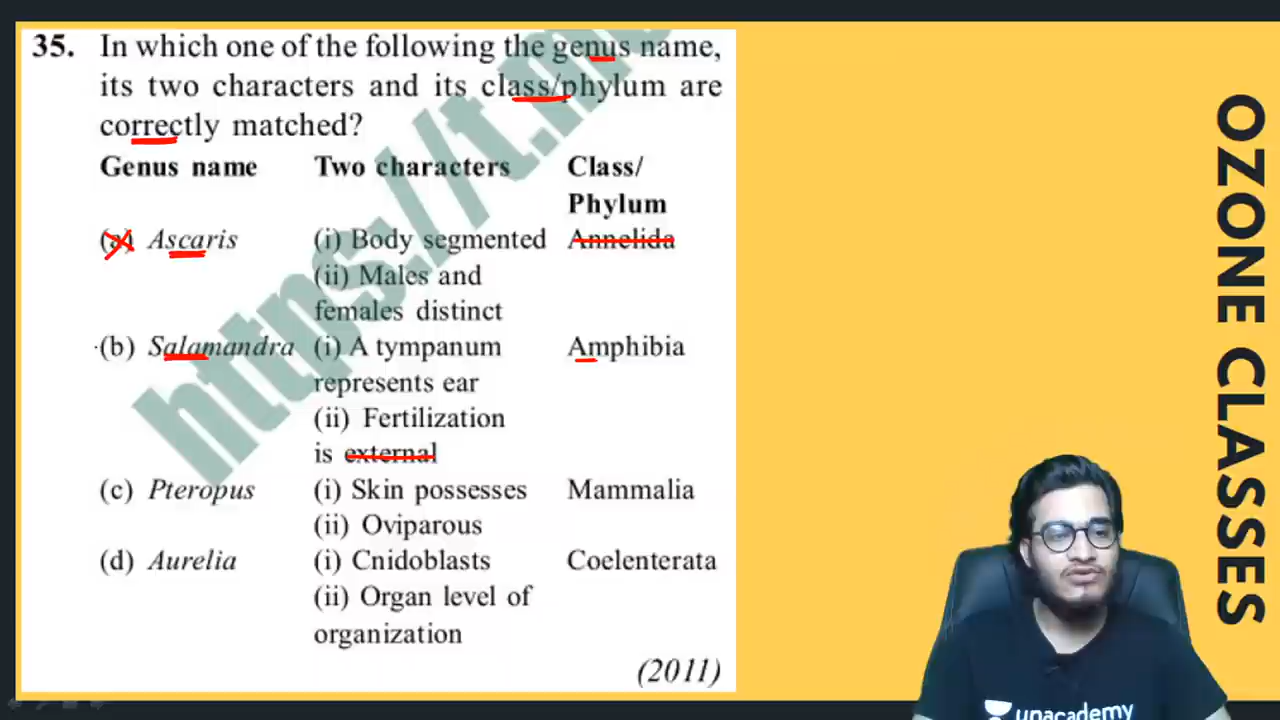 35. In which one of the following the genus name,
its two characters and its class/phylum are
correctly matched?
Genus name Two characters Class/
Phylum
(a) Ascaris (i) Body segmented Annelida
(ii) Males and
females distinct
(b) Salamandra (i) A tympanum Amphibia
represents ear
(ii) Fertilization
is external
(c) Pteropus (i) Skin possesses Mammalia
(ii) Oviparous
(d) Aurelia (i) Cnidoblasts Coelenterata
(ii) Organ level of
organization
(2011)
https://t.m
OZONE CLASSES
unacademy